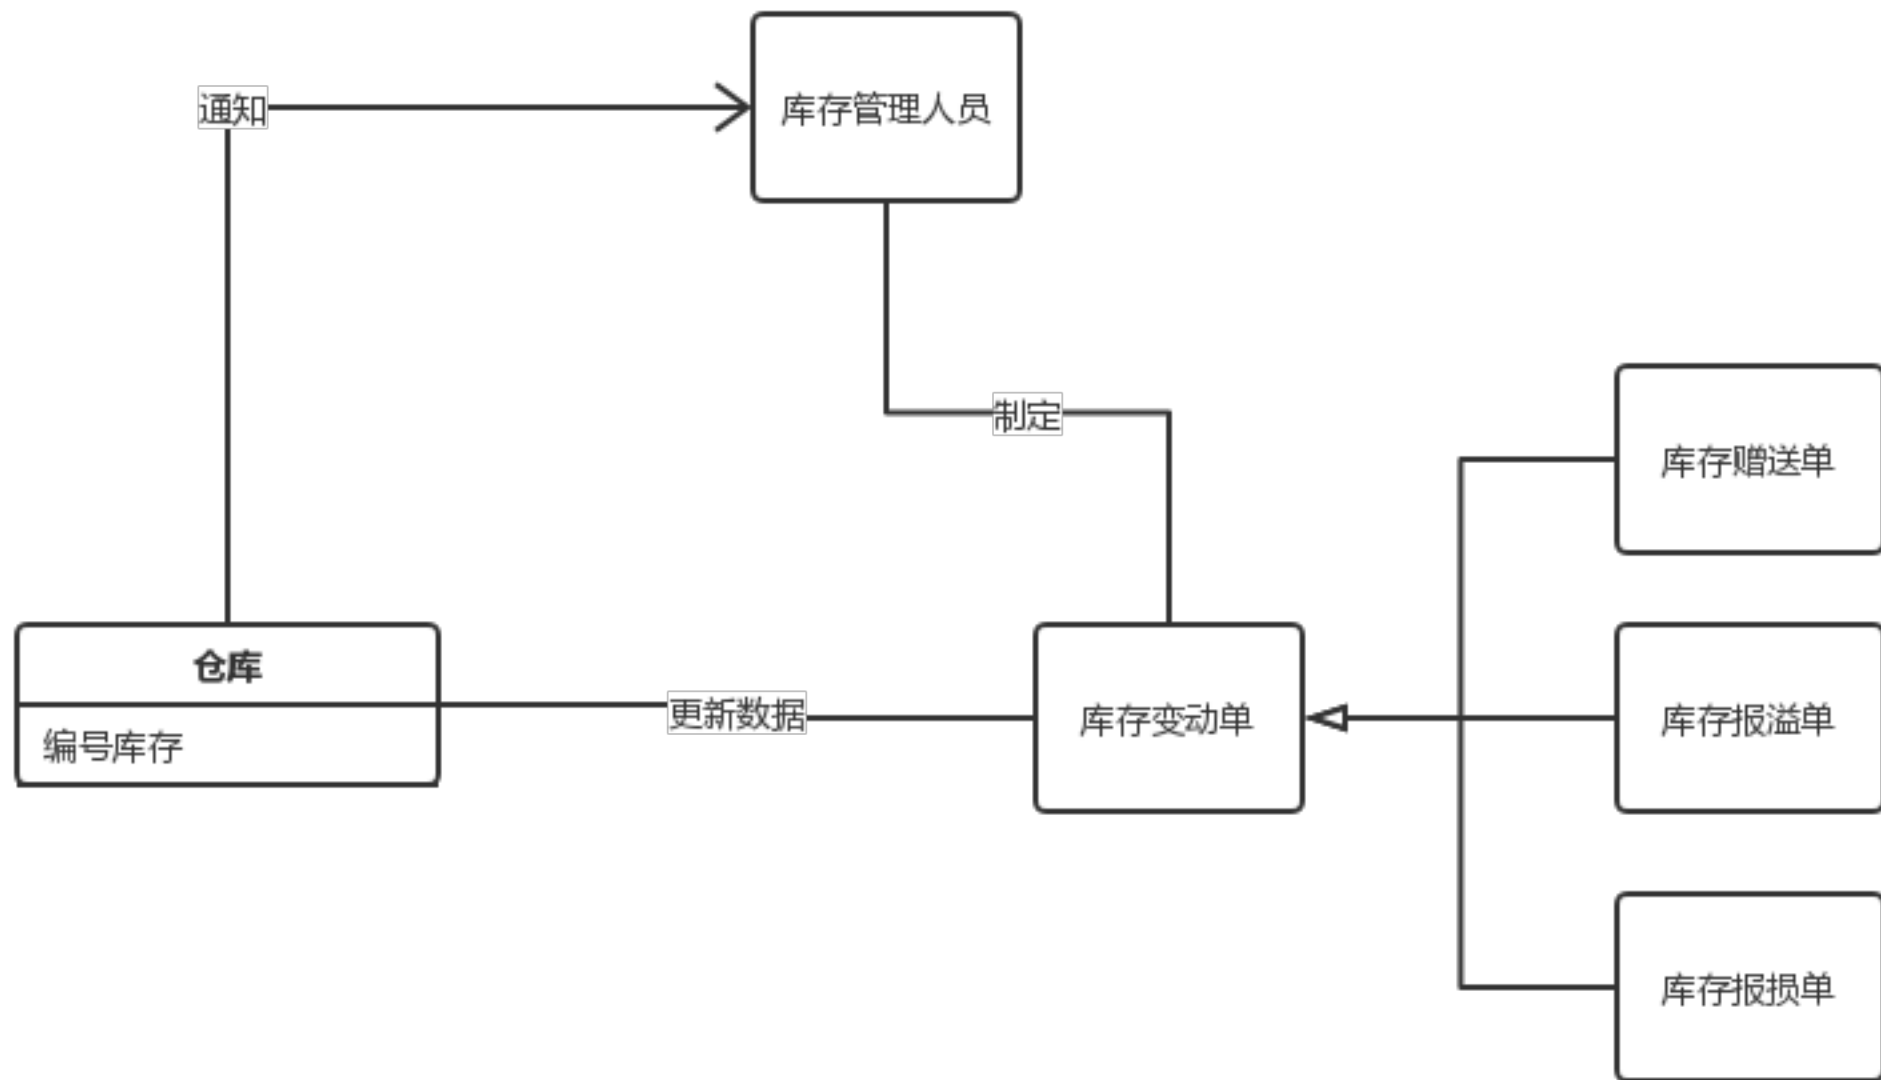 通知
库存管理人员
制定
库存赠送单
仓库
编号库存
更新数据
库存变动单
库存报溢单
库存报损单